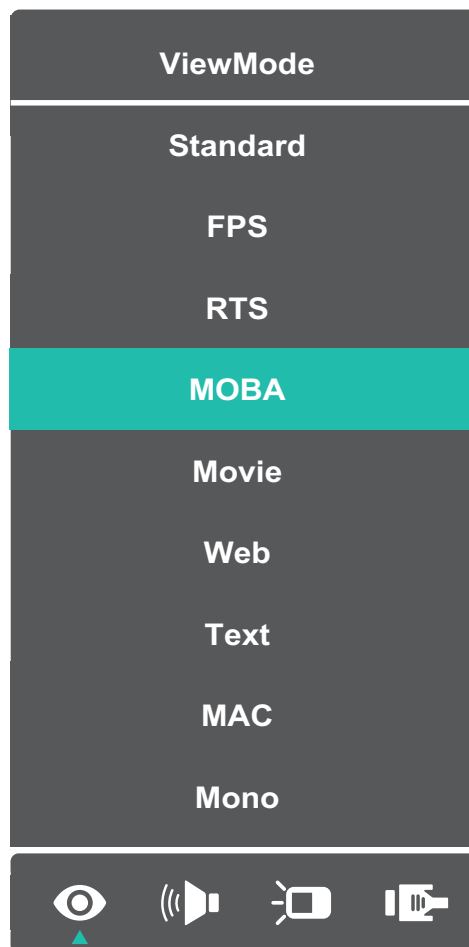 ViewMode
Standard
FPS
RTS
MOBA
Movie
Web
Text
MAC
Mono